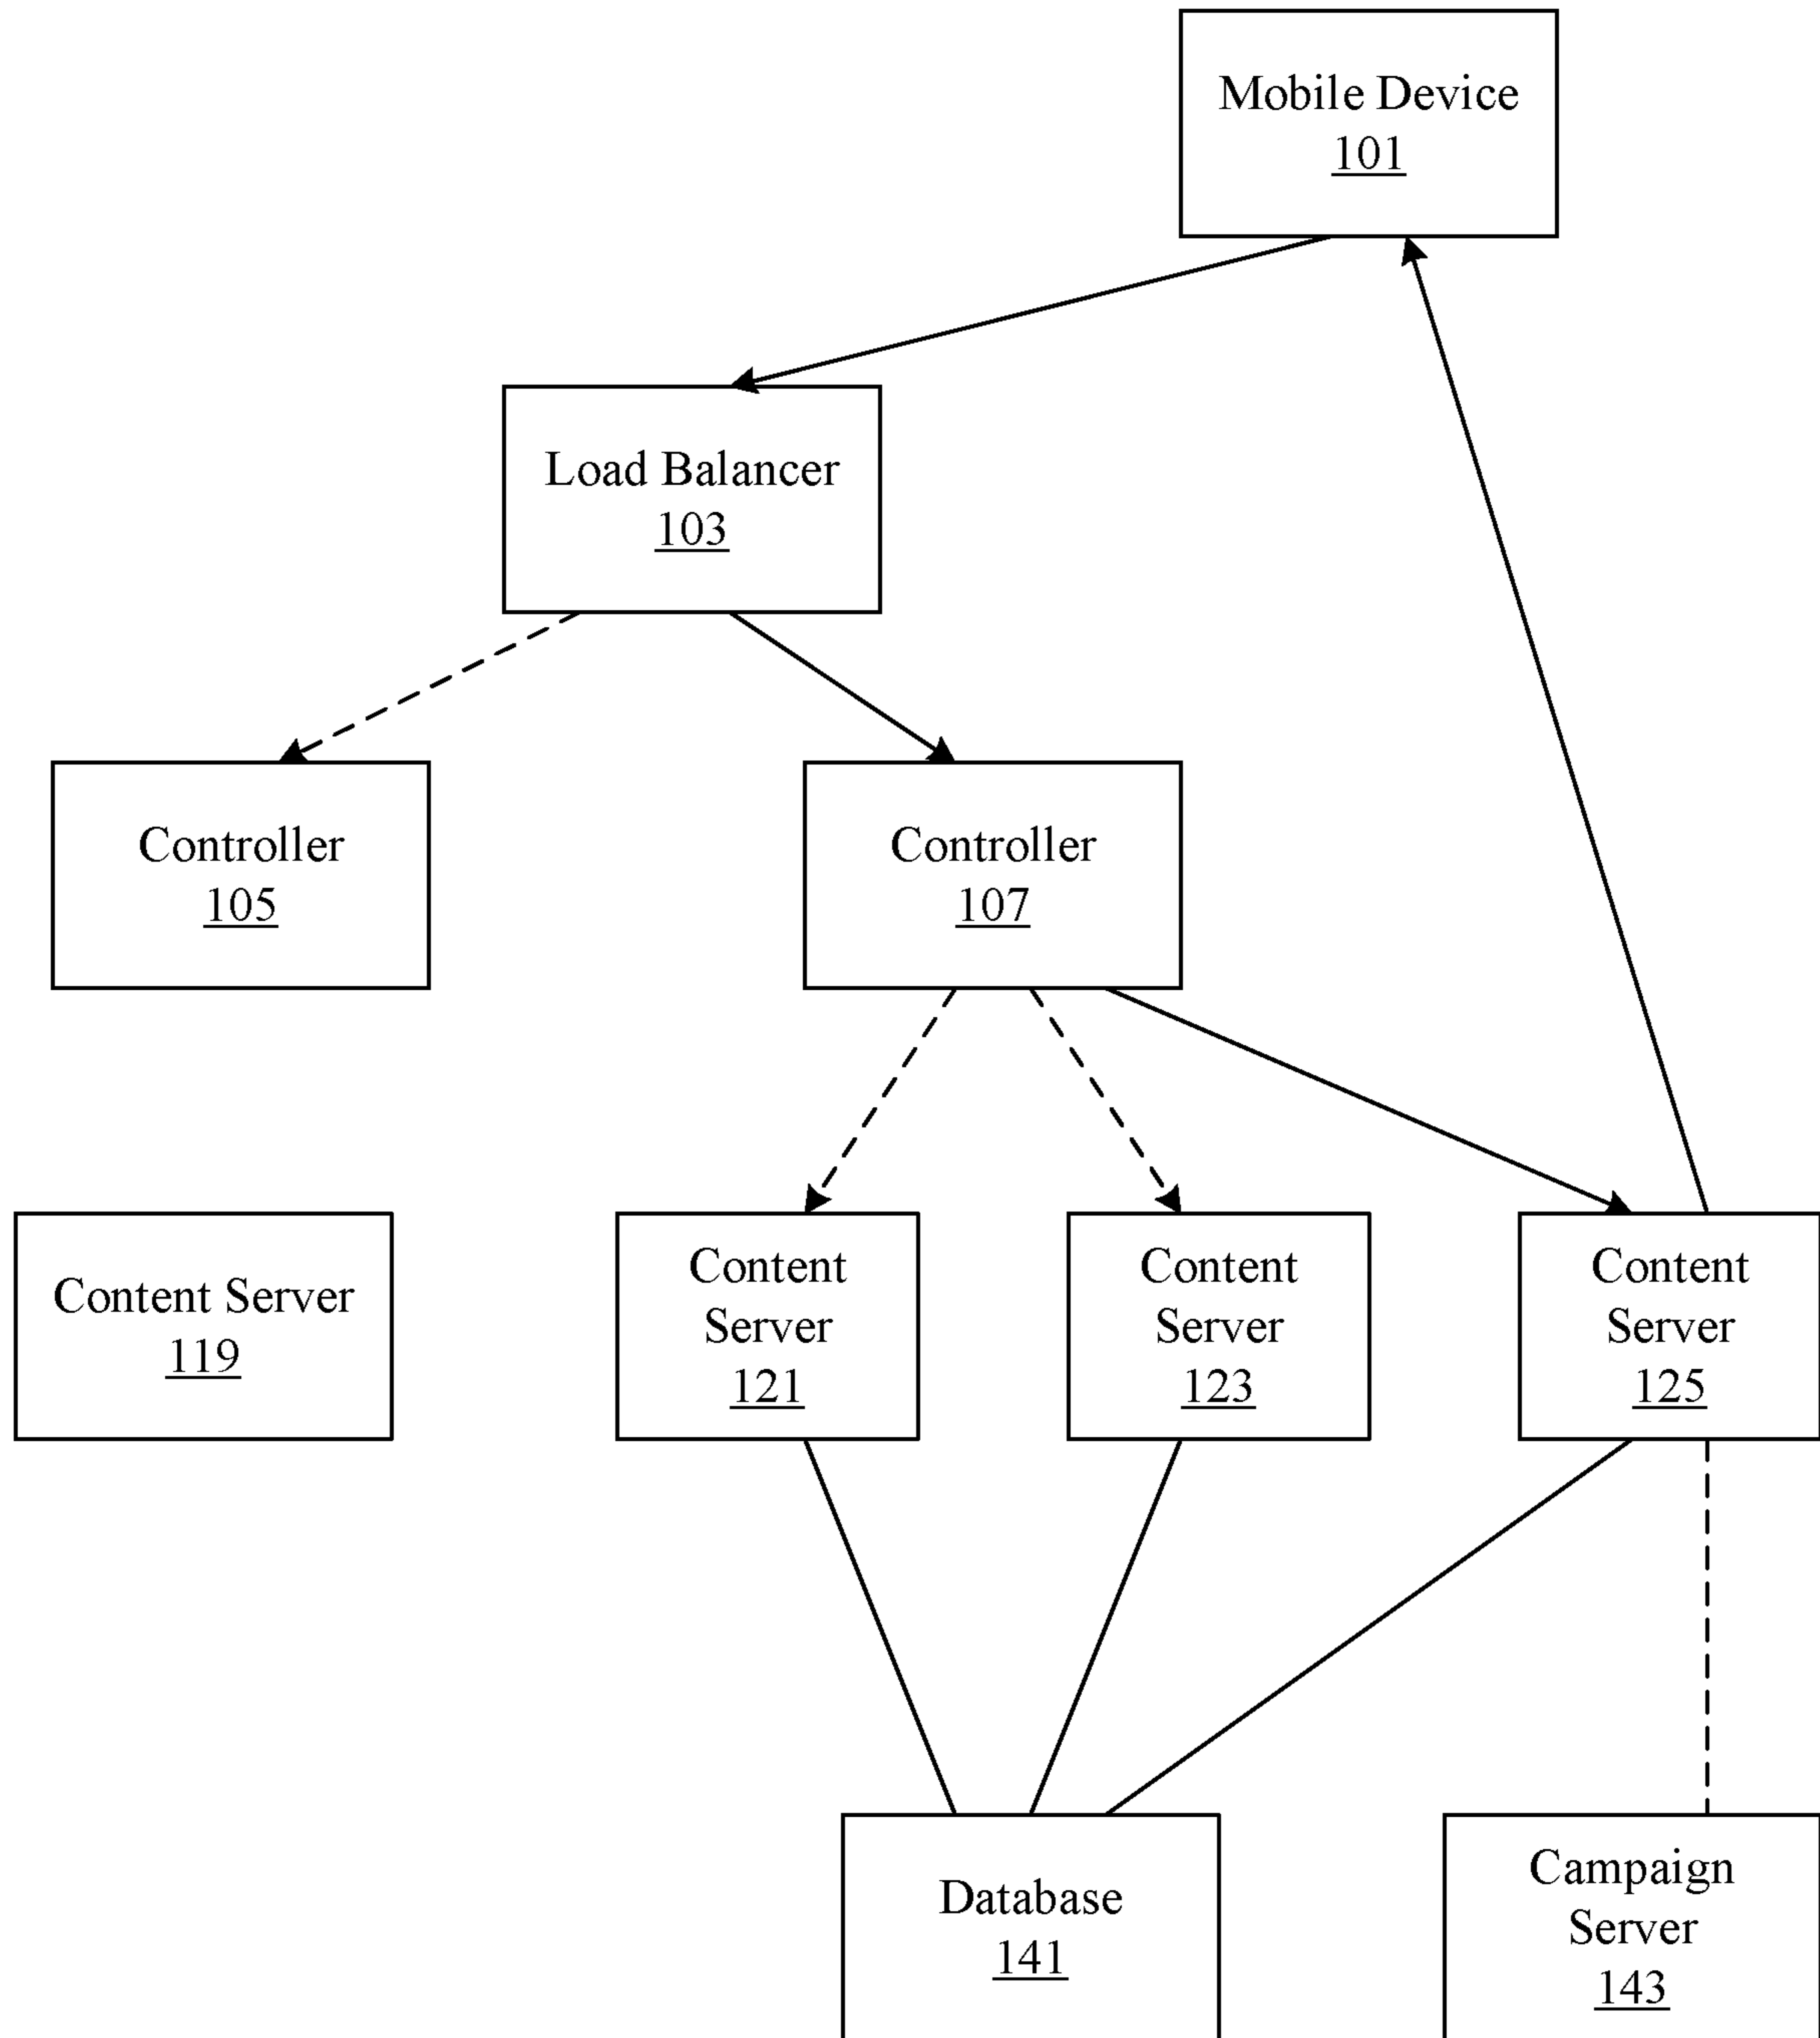 Mobile Device
101
Load Balancer
103
Controller
105
Controller
107
Content Server
119
Content
Server
121
Content
Server
123
Content
Server
125
Database
141
Campaign
Server
143